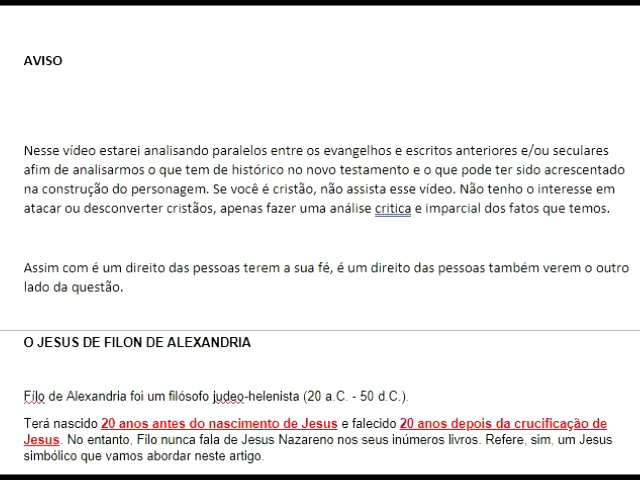 AVISO
Nesse vídeo estarei analisando paralelos entre os evangelhos e escritos anteriores e/ou seculares
afim de analisarmos o que tem de histórico no novo testamento e o que pode ter sido acrescentado
na construção do personagem. Se você é cristão, não assista esse vídeo. Não tenho o interesse em
atacar ou desconverter cristãos, apenas fazer uma análise critica e imparcial dos fatos que temos.
Assim com é um direito das pessoas terem a sua fé, é um direito das pessoas também verem o outro
lado da questão.
O JESUS DE FILON DE ALEXANDRIA
Filo de Alexandria foi um filósofo judeo-helenista (20 a.C. - 50 d.C.).
Terá nascido 20 anos antes do nascimento de Jesus e falecido 20 anos depois da crucificação de
Jesus. No entanto, Filo nunca fala de Jesus Nazareno nos seus inúmeros livros. Refere, sim, um Jesus
simbólico que vamos abordar neste artigo.